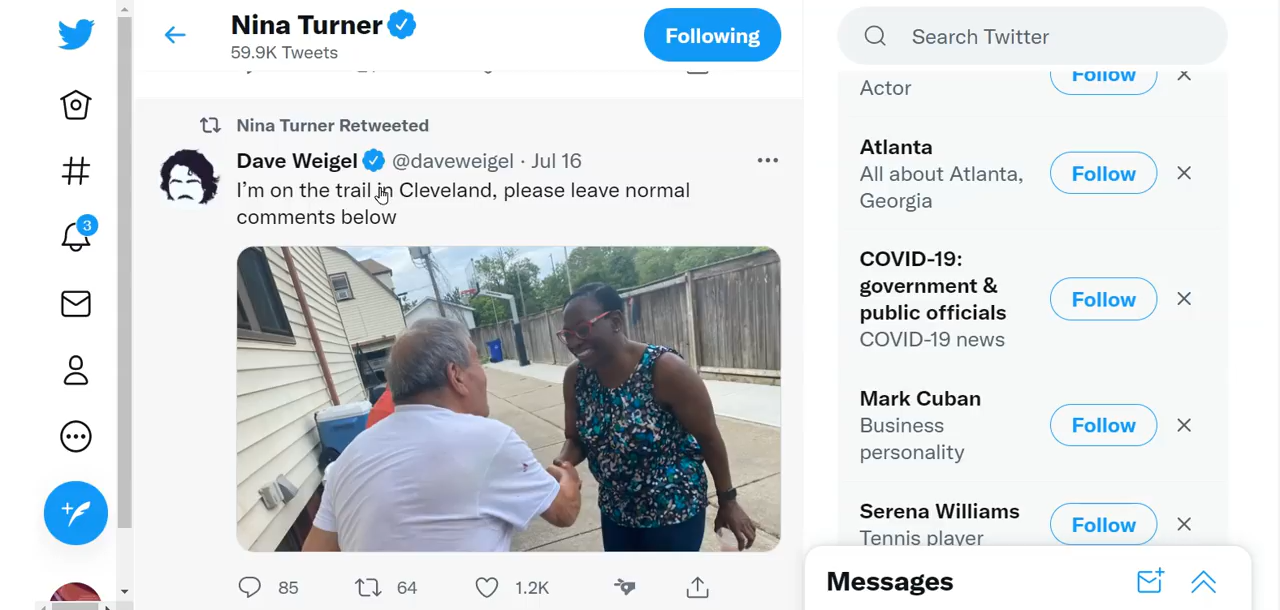 Nina Turner
59.9K Tweets
Following
Search Twitter
3
Nina Turner Retweeted
Dave Weigel @daveweigel · Jul 16
I'm on the trail in Cleveland, please leave normal
comments below
85
64
1.2K
Follow
Actor
Atlanta
All about Atlanta,
Georgia
Follow
COVID-19:
government &
public officials
COVID-19 news
Follow
Mark Cuban
Business
personality
Follow
Serena Williams
Tennis player
Follow
Messages